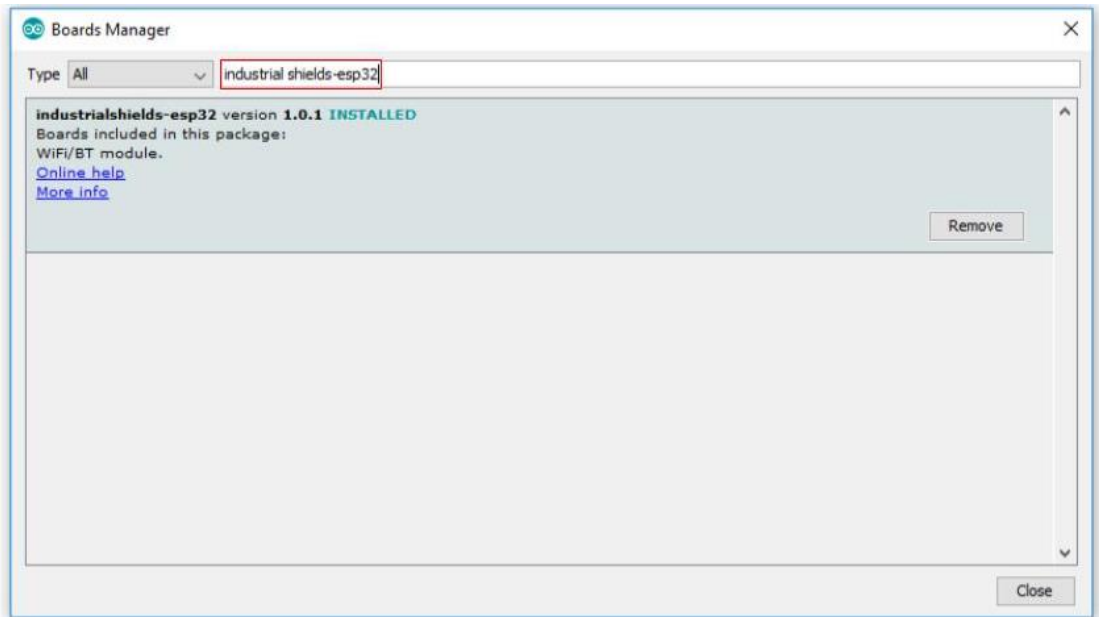 Boards Manager
Type All industrial shields-esp32
industrialshields-esp32 version 1.0.1 INSTALLED
Boards included in this package:
WiFi/BT module.
Online help
More info
Remove
Close